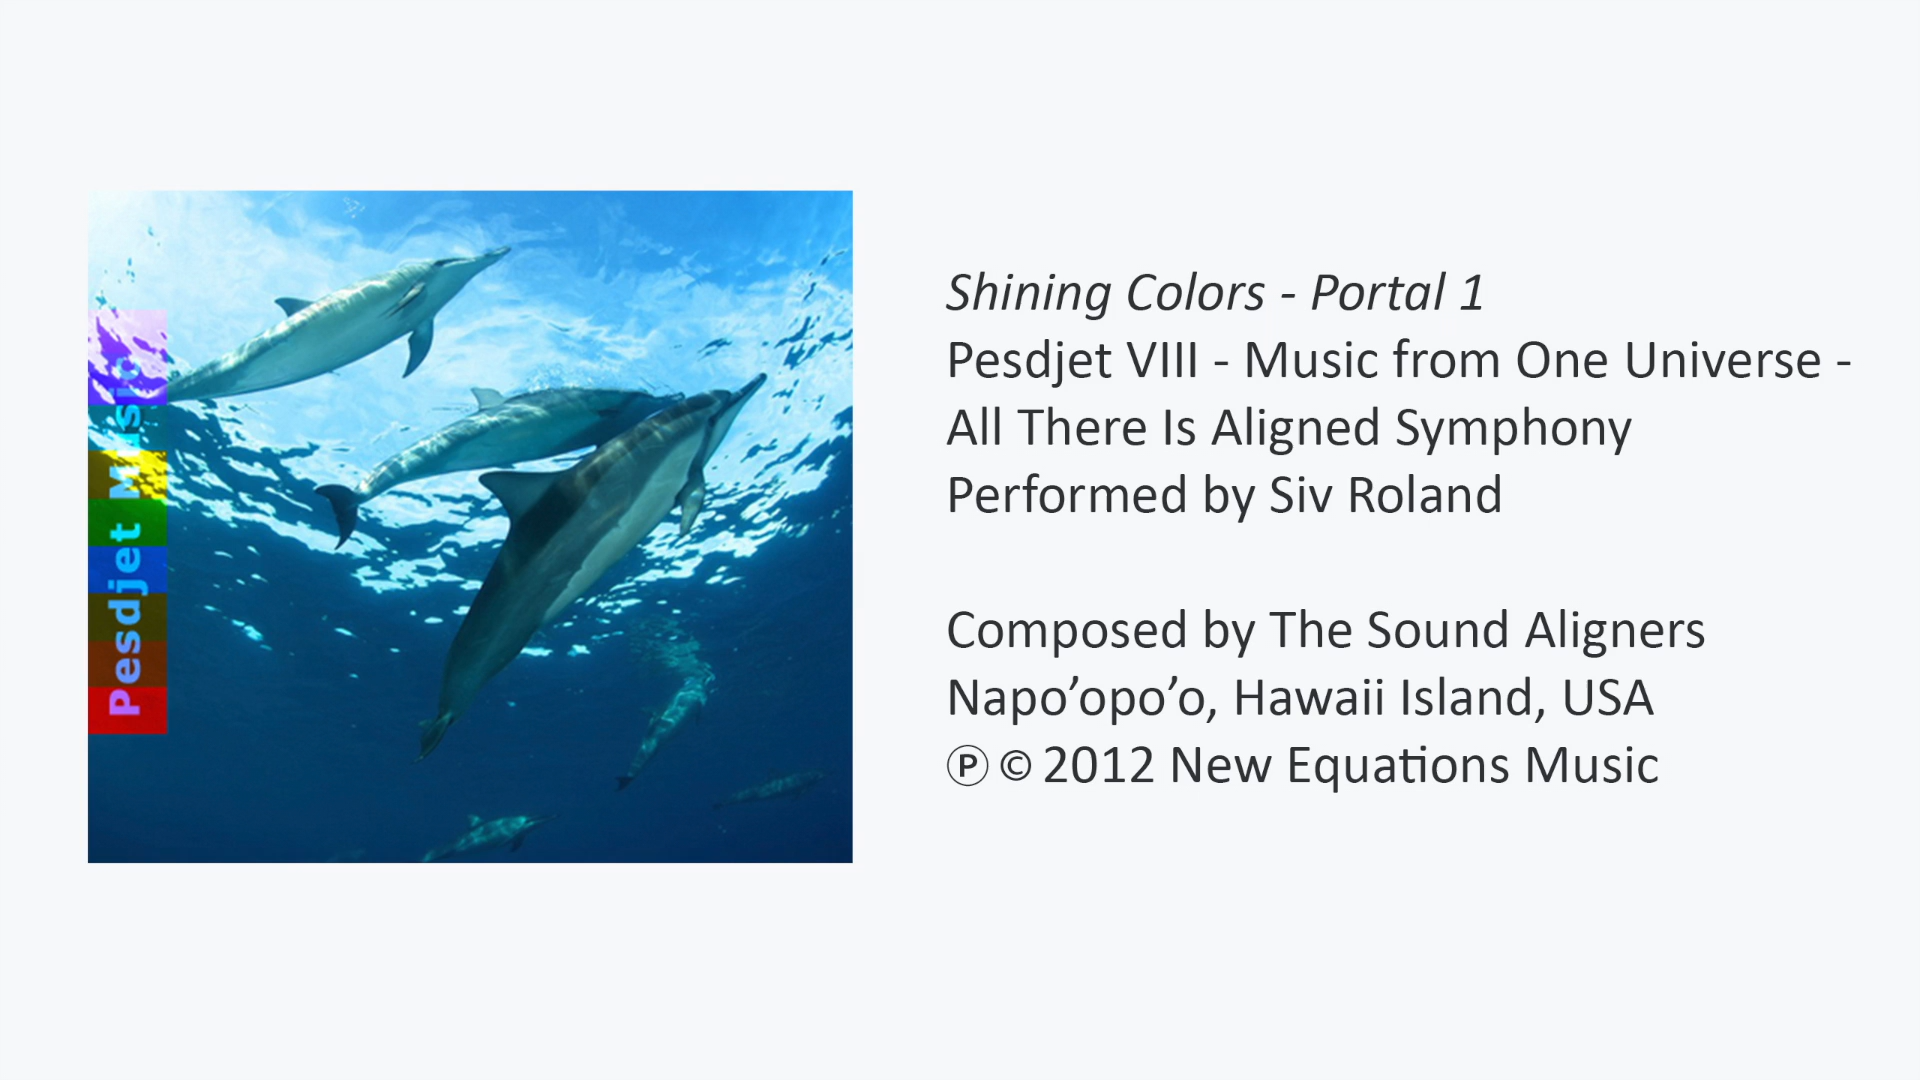 Pesdjet Music
Shining Colors - Portal 1
Pesdjet VIII - Music from One Universe -
All There Is Aligned Symphony
Performed by Siv Roland
Composed by The Sound Aligners
Napo’opo’o, Hawaii Island, USA
℗ © 2012 New Equations Music